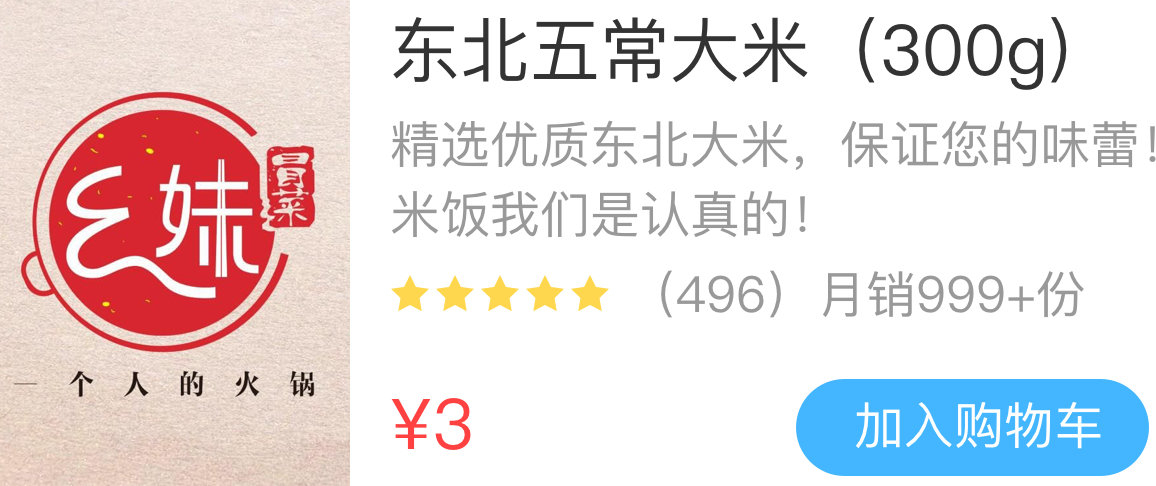 乜妹
冒菜
一个人的火锅
东北五常大米（300g）
精选优质东北大米，保证您的味蕾！
米饭我们是认真的！
（496）月销999+份
¥3
加入购物车